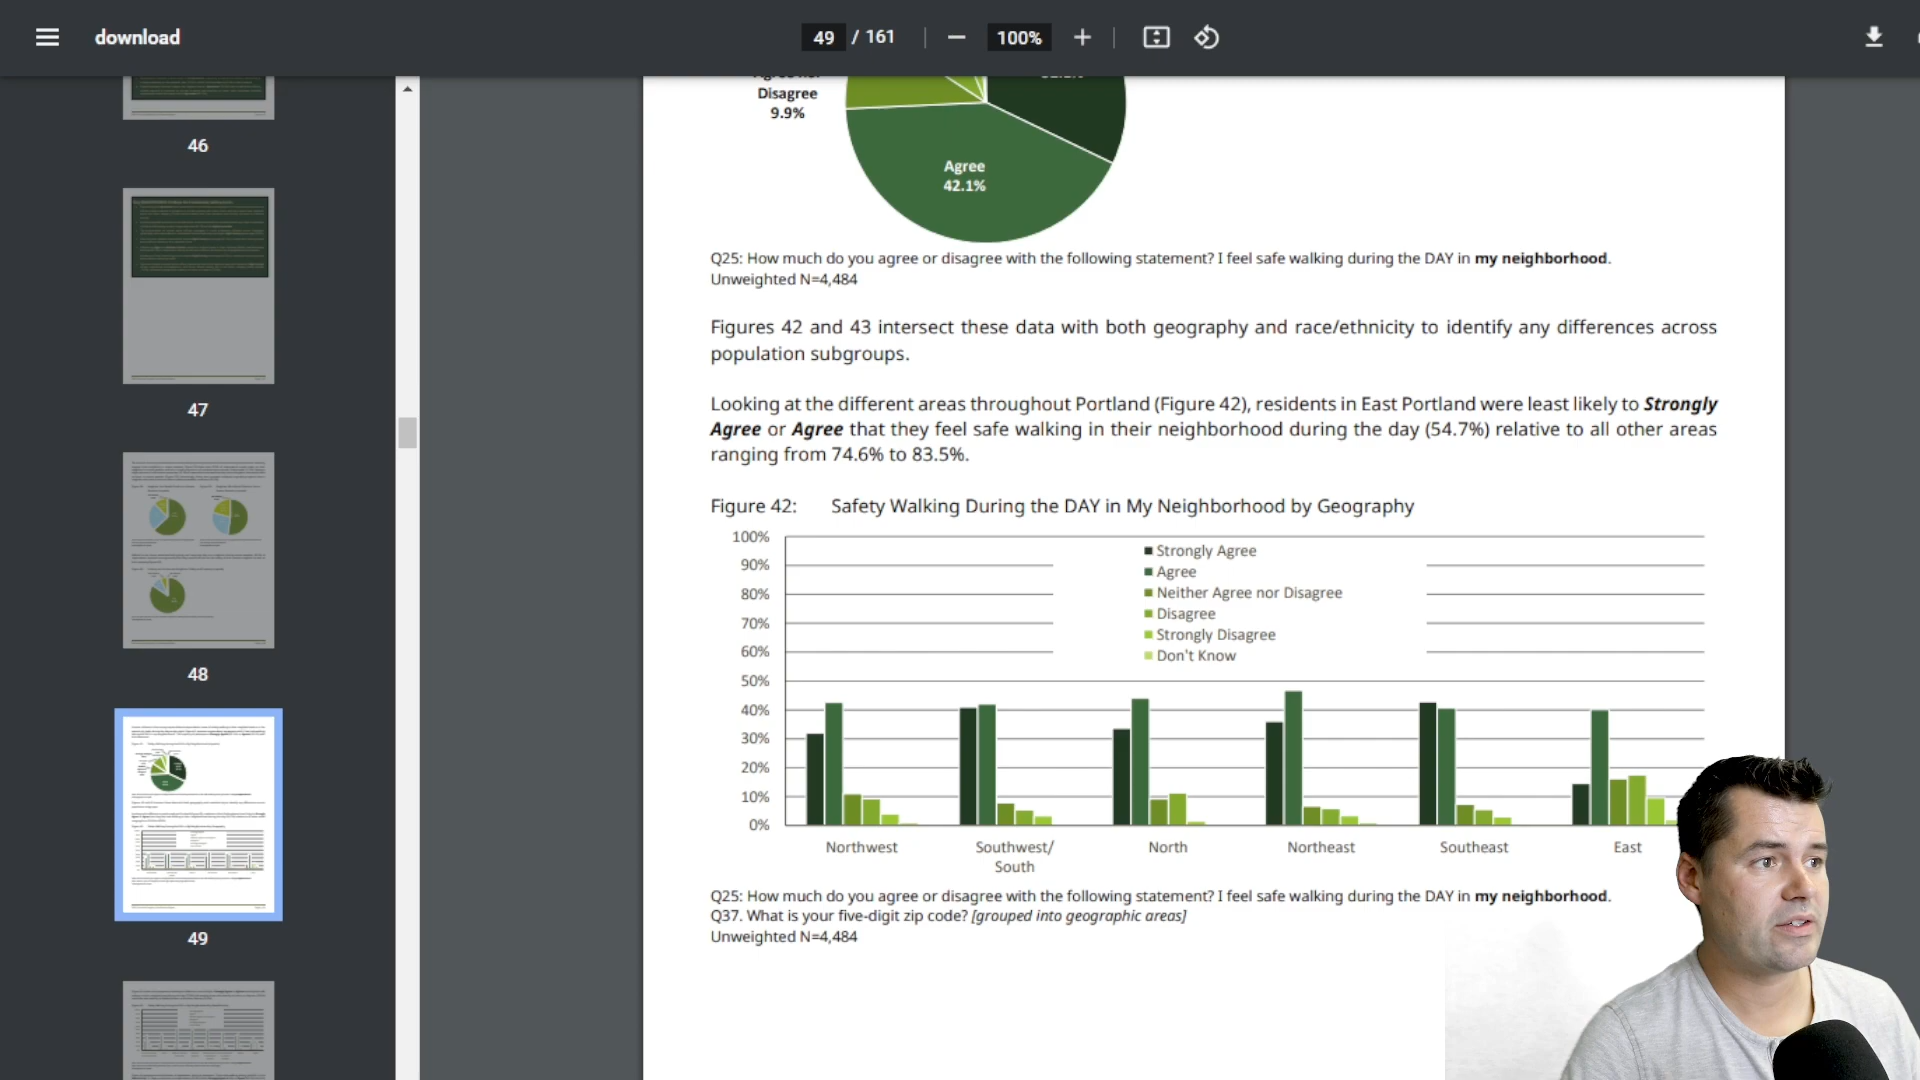 download
49 / 161
100%
46
47
48
49
Disagree
9.9%
Agree
42.1%
Q25: How much do you agree or disagree with the following statement? I feel safe walking during the DAY in my neighborhood.
Unweighted N=4,484
Figures 42 and 43 intersect these data with both geography and race/ethnicity to identify any differences across
population subgroups.
Looking at the different areas throughout Portland (Figure 42), residents in East Portland were least likely to Strongly
Agree or Agree that they feel safe walking in their neighborhood during the day (54.7%) relative to all other areas
ranging from 74.6% to 83.5%.
Figure 42: Safety Walking During the DAY in My Neighborhood by Geography
100%
90%
80%
70%
60%
50%
40%
30%
20%
10%
0%
Strongly Agree
Agree
Neither Agree nor Disagree
Disagree
Strongly Disagree
Don't Know
Northwest
Southwest/
South
North
Northeast
Southeast
East
Q25: How much do you agree or disagree with the following statement? I feel safe walking during the DAY in my neighborhood.
Q37. What is your five-digit zip code? [grouped into geographic areas]
Unweighted N=4,484